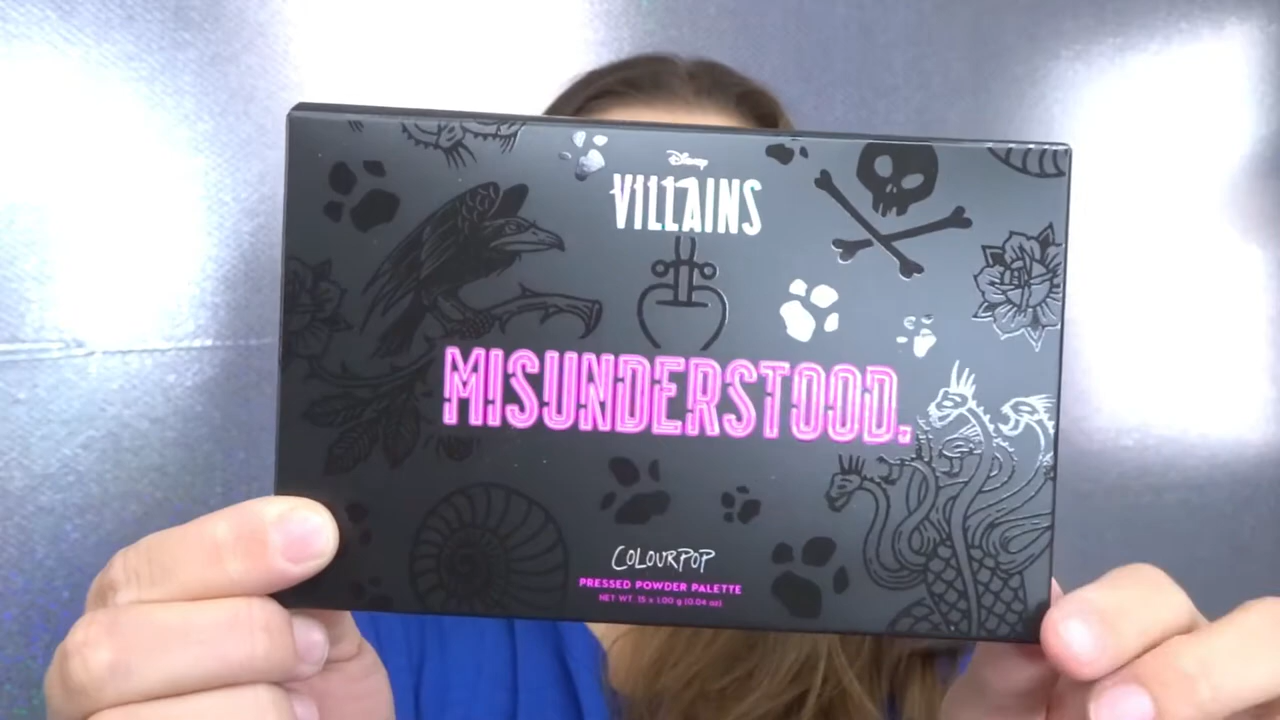 Disney
VILLAINS
MISUNDERSTOOD.
COLOURPOP
PRESSED POWDER PALETTE
NET WT. 15 x 1.00 g (0.04 oz)